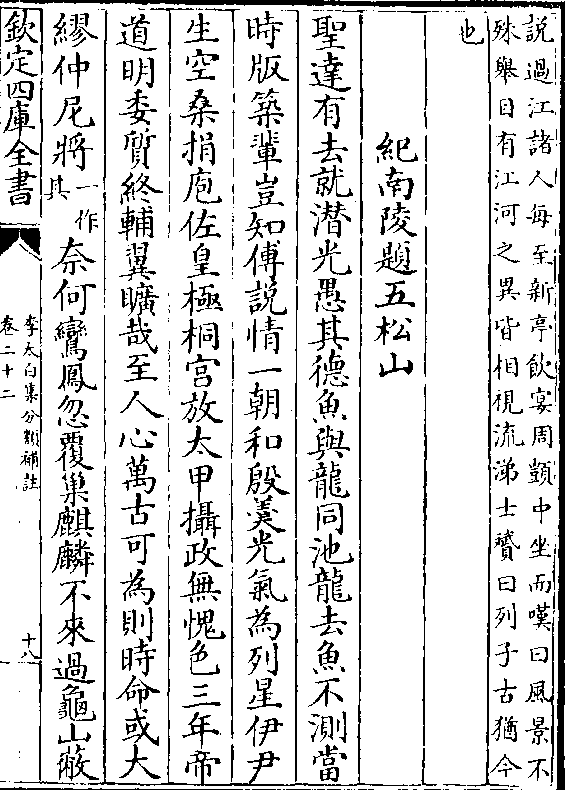 說過江諸人每至新亭飲宴周顗中坐而嘆曰風景不
殊舉目有江河之異皆相視流涕士贇曰列子古猶今
也
紀南陵題五松山
聖達有去就潛光愚其德魚與龍同池龍去魚不測當
時版築輩豈知傅說情一朝和殷羹光氣為列星伊尹
生空桑捐庖佐皇極桐宮放太甲攝政無愧色三年帝
道明委質終輔翼曠哉至人心萬古可為則時命或大
繆仲尼將一作其奈何鸞鳳忽覆巢麒麟不來過龜山蔽
欽定四庫全書
李太白集分類補註
卷二十二
十八